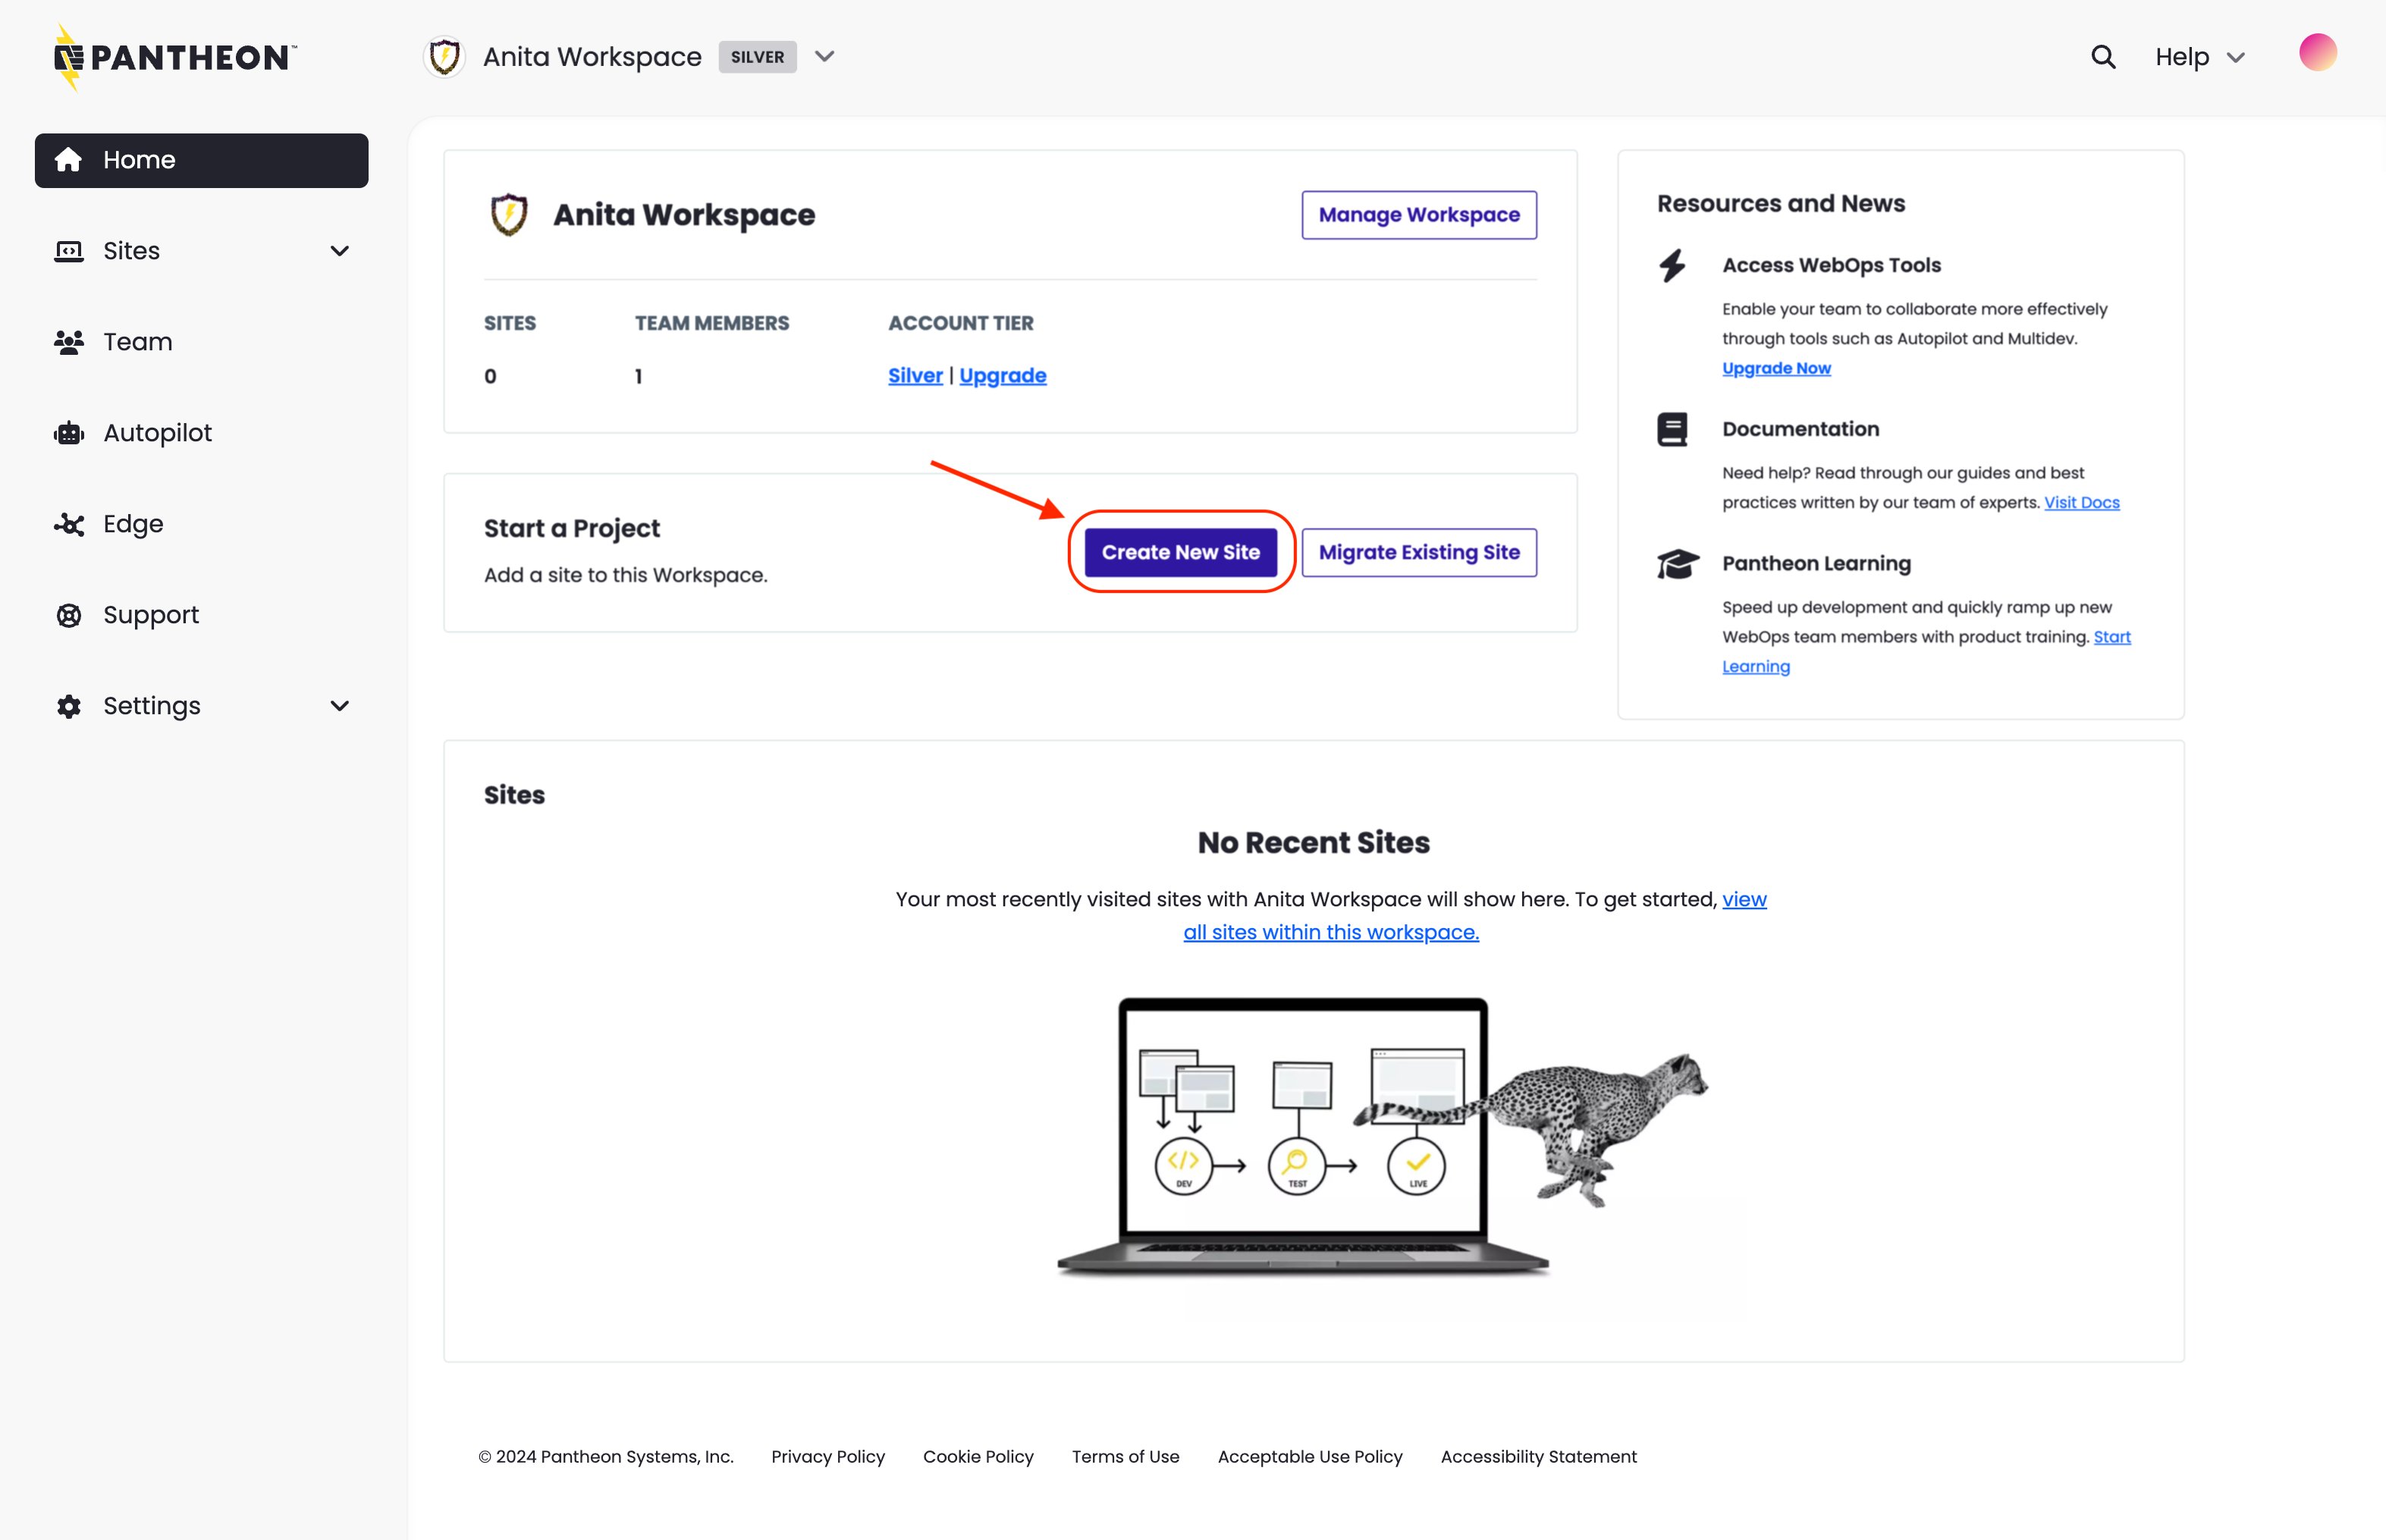 PANTHEON™
Anita Workspace SILVER
Help
Home
Sites
Team
Autopilot
Edge
Support
Settings
Anita Workspace
Manage Workspace
SITES TEAM MEMBERS ACCOUNT TIER
0 1 Silver | Upgrade
Start a Project
Add a site to this Workspace.
Create New Site
Migrate Existing Site
Resources and News
Access WebOps Tools
Enable your team to collaborate more effectively
through tools such as Autopilot and Multidev.
Upgrade Now
Documentation
Need help? Read through our guides and best
practices written by our team of experts. Visit Docs
Pantheon Learning
Speed up development and quickly ramp up new
WebOps team members with product training. Start
Learning
Sites
No Recent Sites
Your most recently visited sites with Anita Workspace will show here. To get started, view
all sites within this workspace.
</> DEV
TEST
LIVE
© 2024 Pantheon Systems, Inc. Privacy Policy Cookie Policy Terms of Use Acceptable Use Policy Accessibility Statement